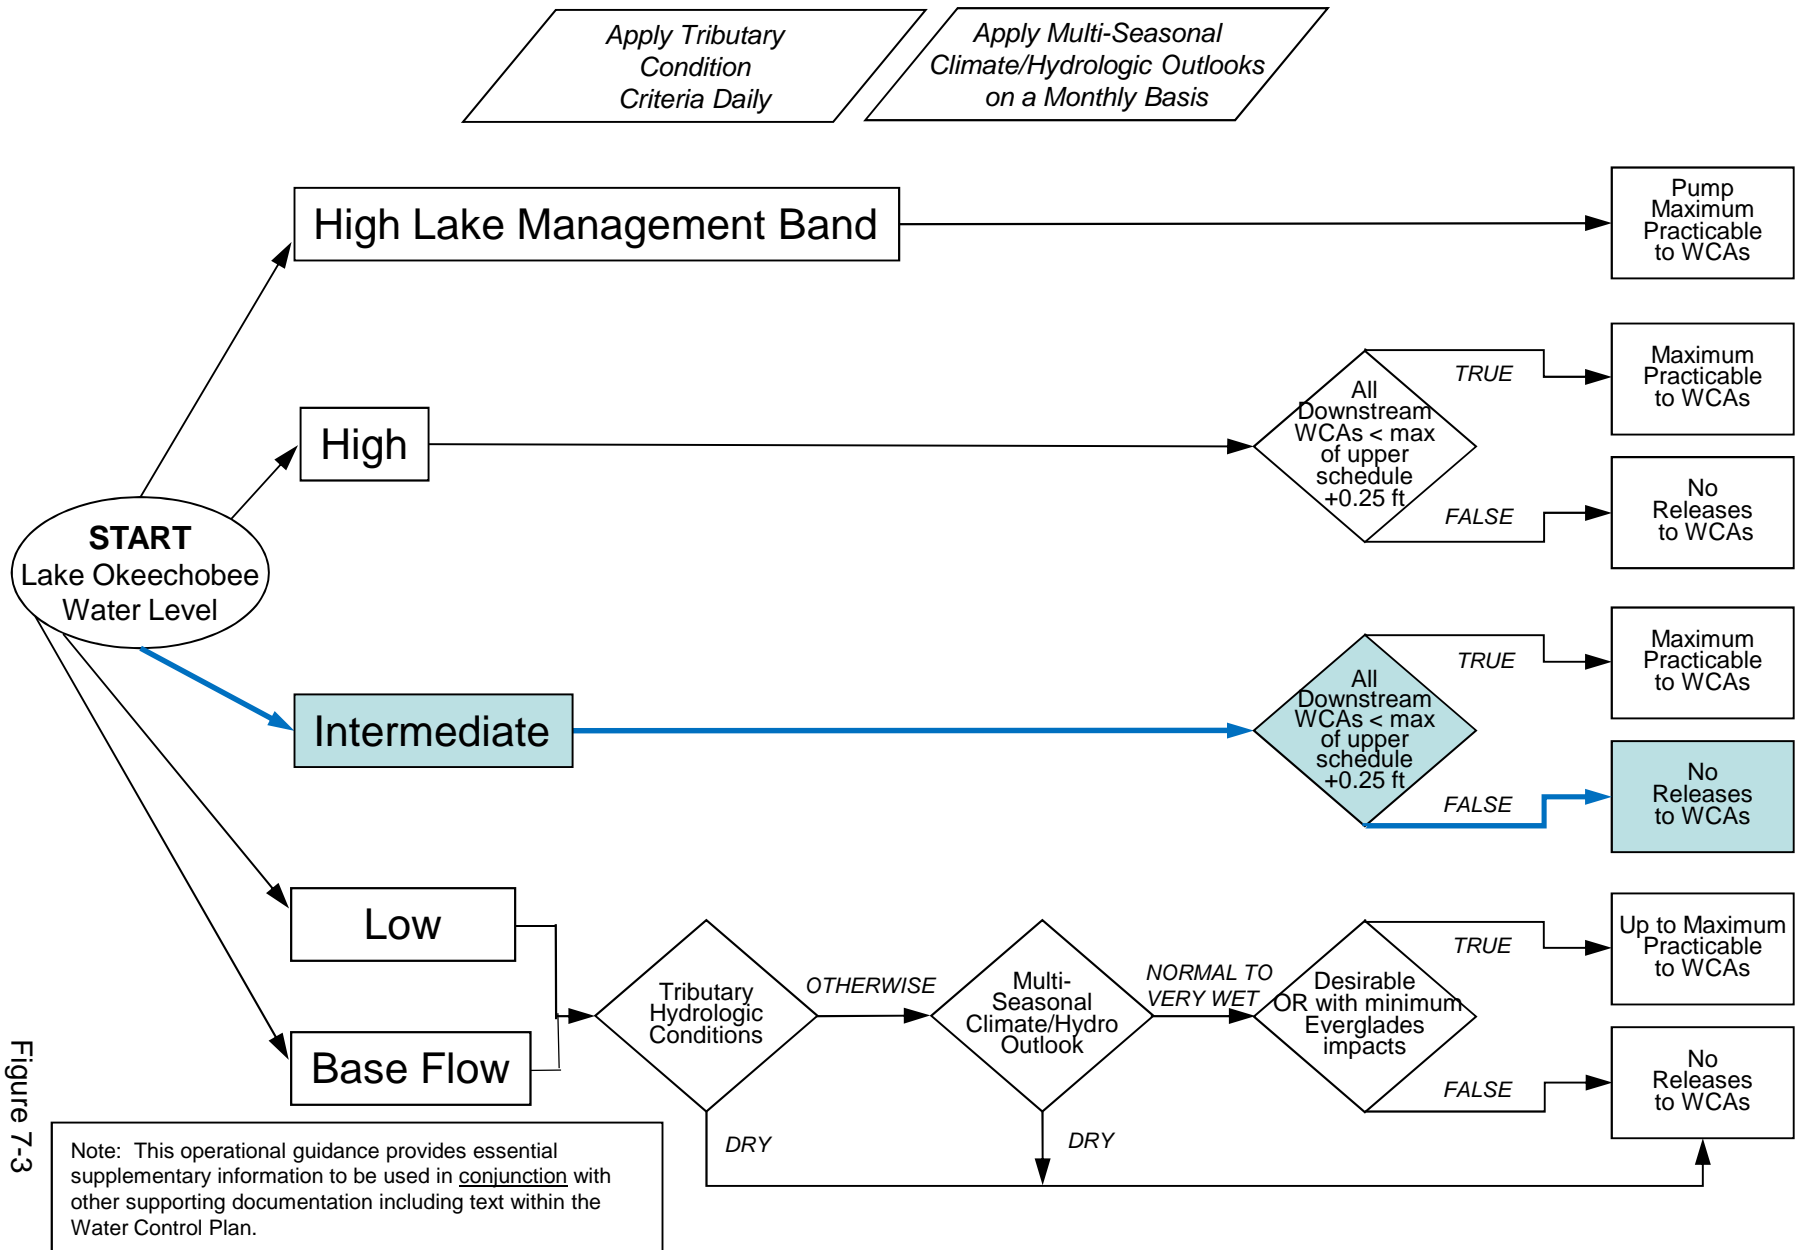 Apply Tributary
Condition
Criteria Daily
Apply Multi-Seasonal
Climate/Hydrologic Outlooks
on a Monthly Basis
High Lake Management Band
Pump
Maximum
Practicable
to WCAs
High
All
Downstream
WCAs < max
of upper
schedule
+0.25 ft
TRUE
Maximum
Practicable
to WCAs
FALSE
No
Releases
to WCAs
START
Lake Okeechobee
Water Level
Intermediate
All
Downstream
WCAs < max
of upper
schedule
+0.25 ft
TRUE
Maximum
Practicable
to WCAs
FALSE
No
Releases
to WCAs
Low
Base Flow
Tributary
Hydrologic
Conditions
OTHERWISE
DRY
Multi-
Seasonal
Climate/Hydro
Outlook
NORMAL TO
VERY WET
DRY
Desirable
OR with minimum
Everglades
impacts
TRUE
Up to Maximum
Practicable
to WCAs
FALSE
No
Releases
to WCAs
Figure 7-3
Note:  This operational guidance provides essential
supplementary information to be used in conjunction with
other supporting documentation including text within the
Water Control Plan.